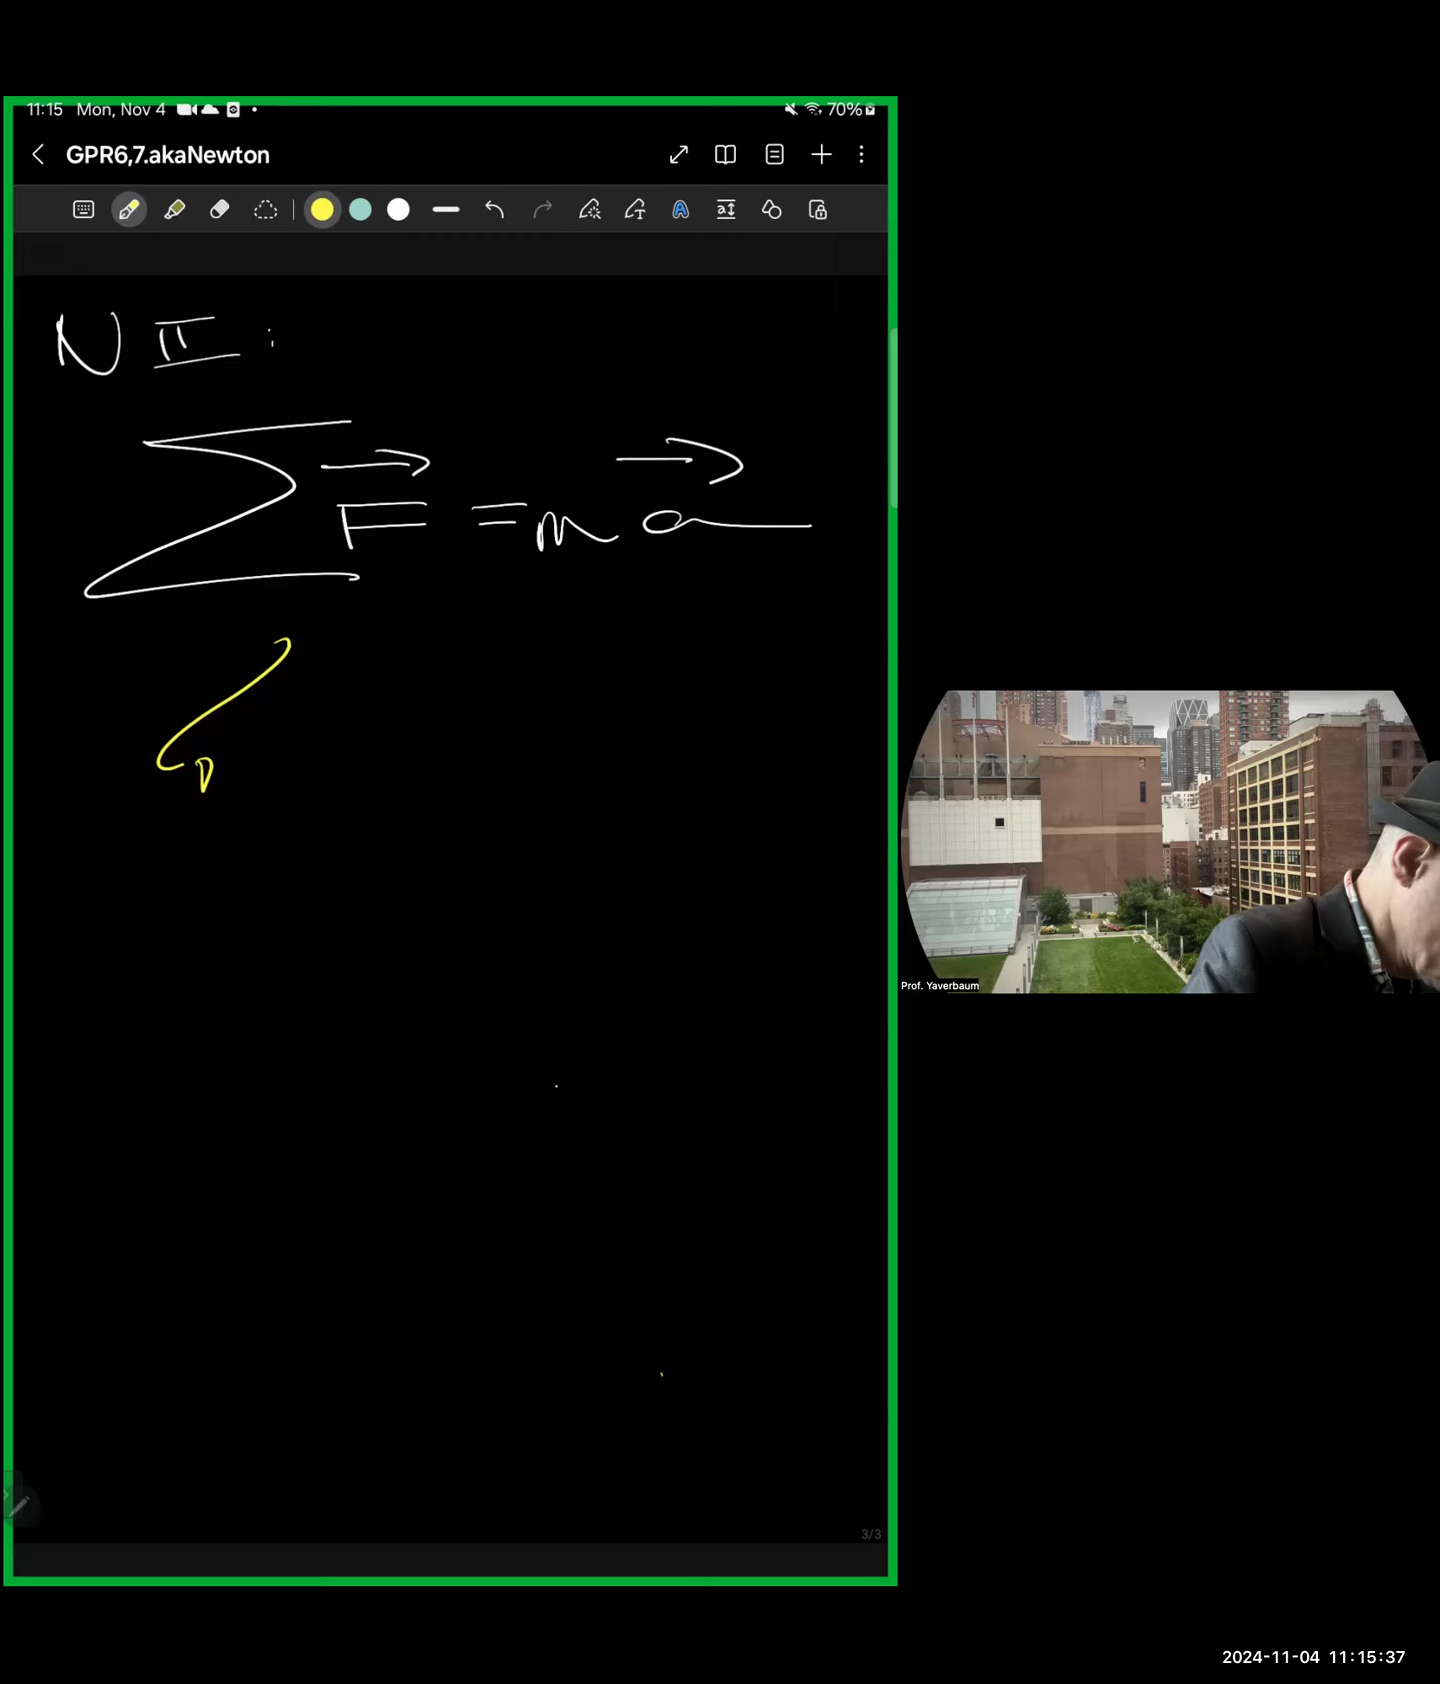 11:15 Mon, Nov 4 70%
GPR6,7.akaNewton
N II :
∑ F⃗ = m a⃗
3/3
Prof. Yaverbaum
2024-11-04 11:15:37